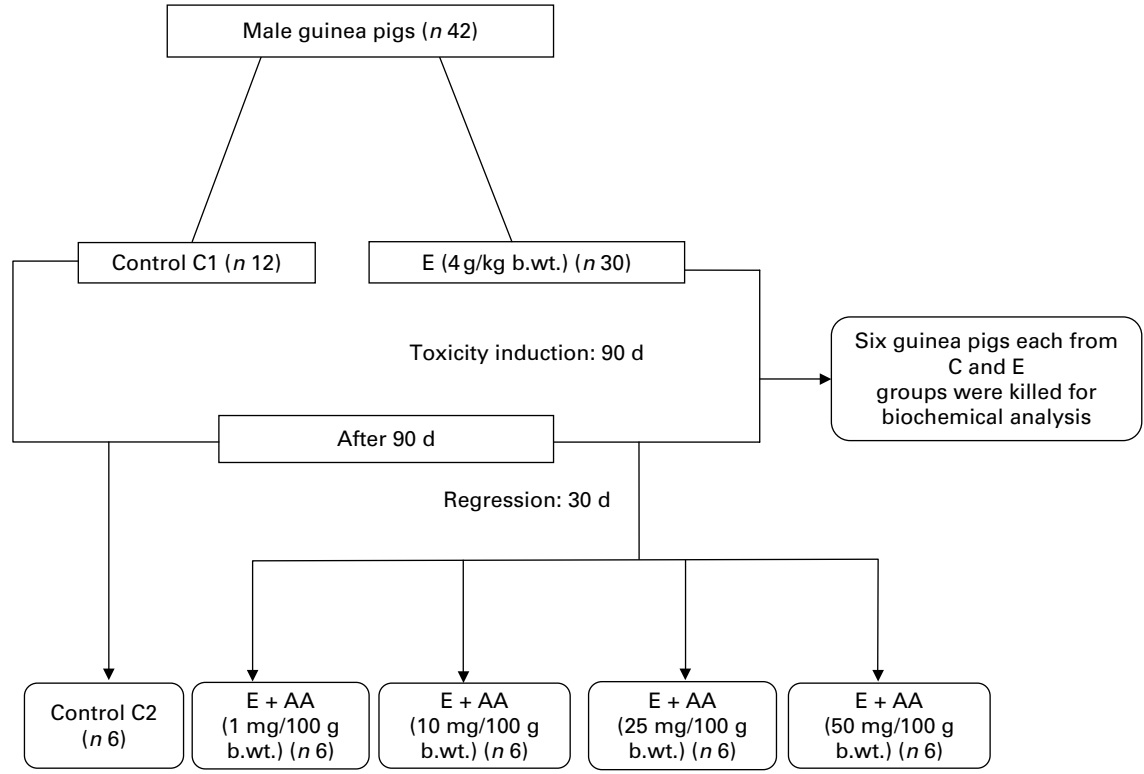 Male guinea pigs (n 42)
Control C1 (n 12)
E (4 g/kg b.wt.) (n 30)
Toxicity induction: 90 d
Six guinea pigs each from
C and E
groups were killed for
biochemical analysis
After 90 d
Regression: 30 d
Control C2
(n 6)
E + AA
(1 mg/100 g
b.wt.) (n 6)
E + AA
(10 mg/100 g
b.wt.) (n 6)
E + AA
(25 mg/100 g
b.wt.) (n 6)
E + AA
(50 mg/100 g
b.wt.) (n 6)